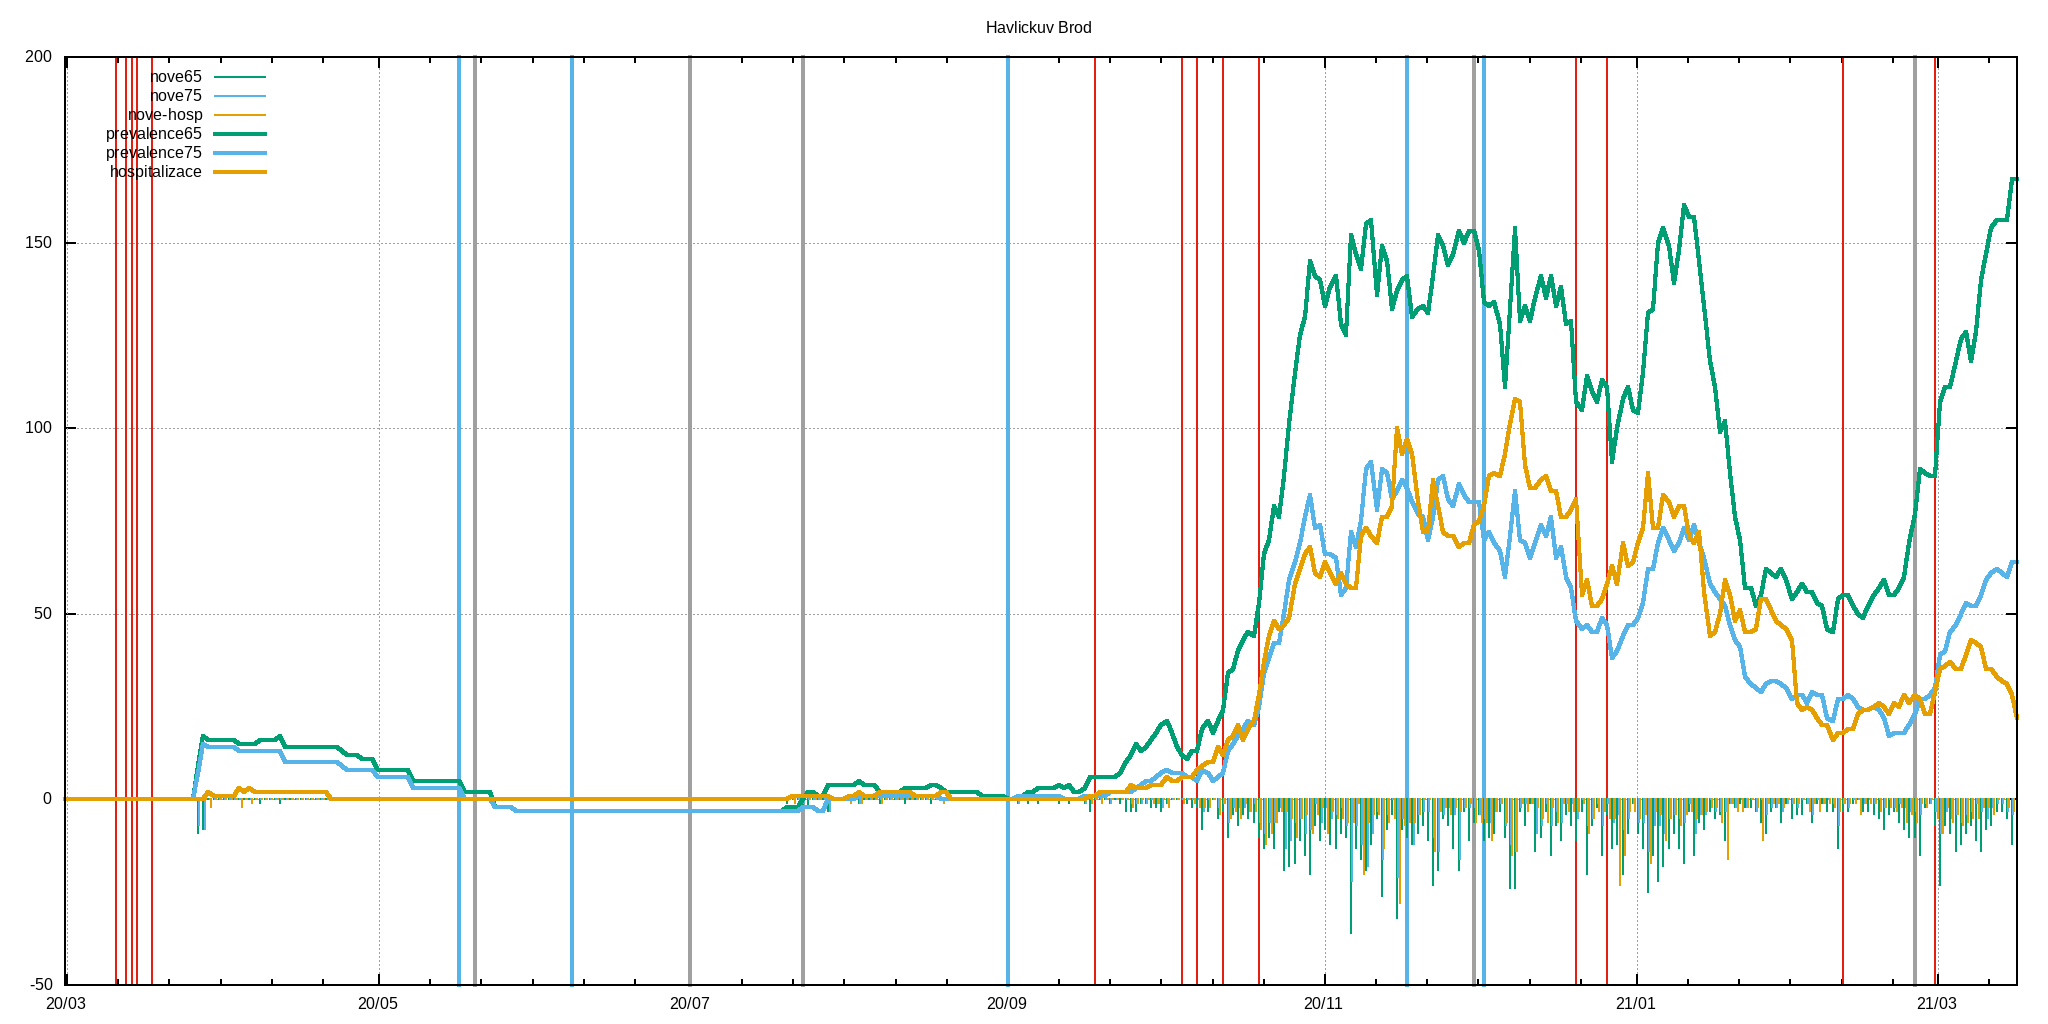 Havlickuv Brod
200
nove65
nove75
nove-hosp
prevalence65
prevalence75
hospitalizace
150
100
50
0
-50
20/03 20/05 20/07 20/09 20/11 21/01 21/03